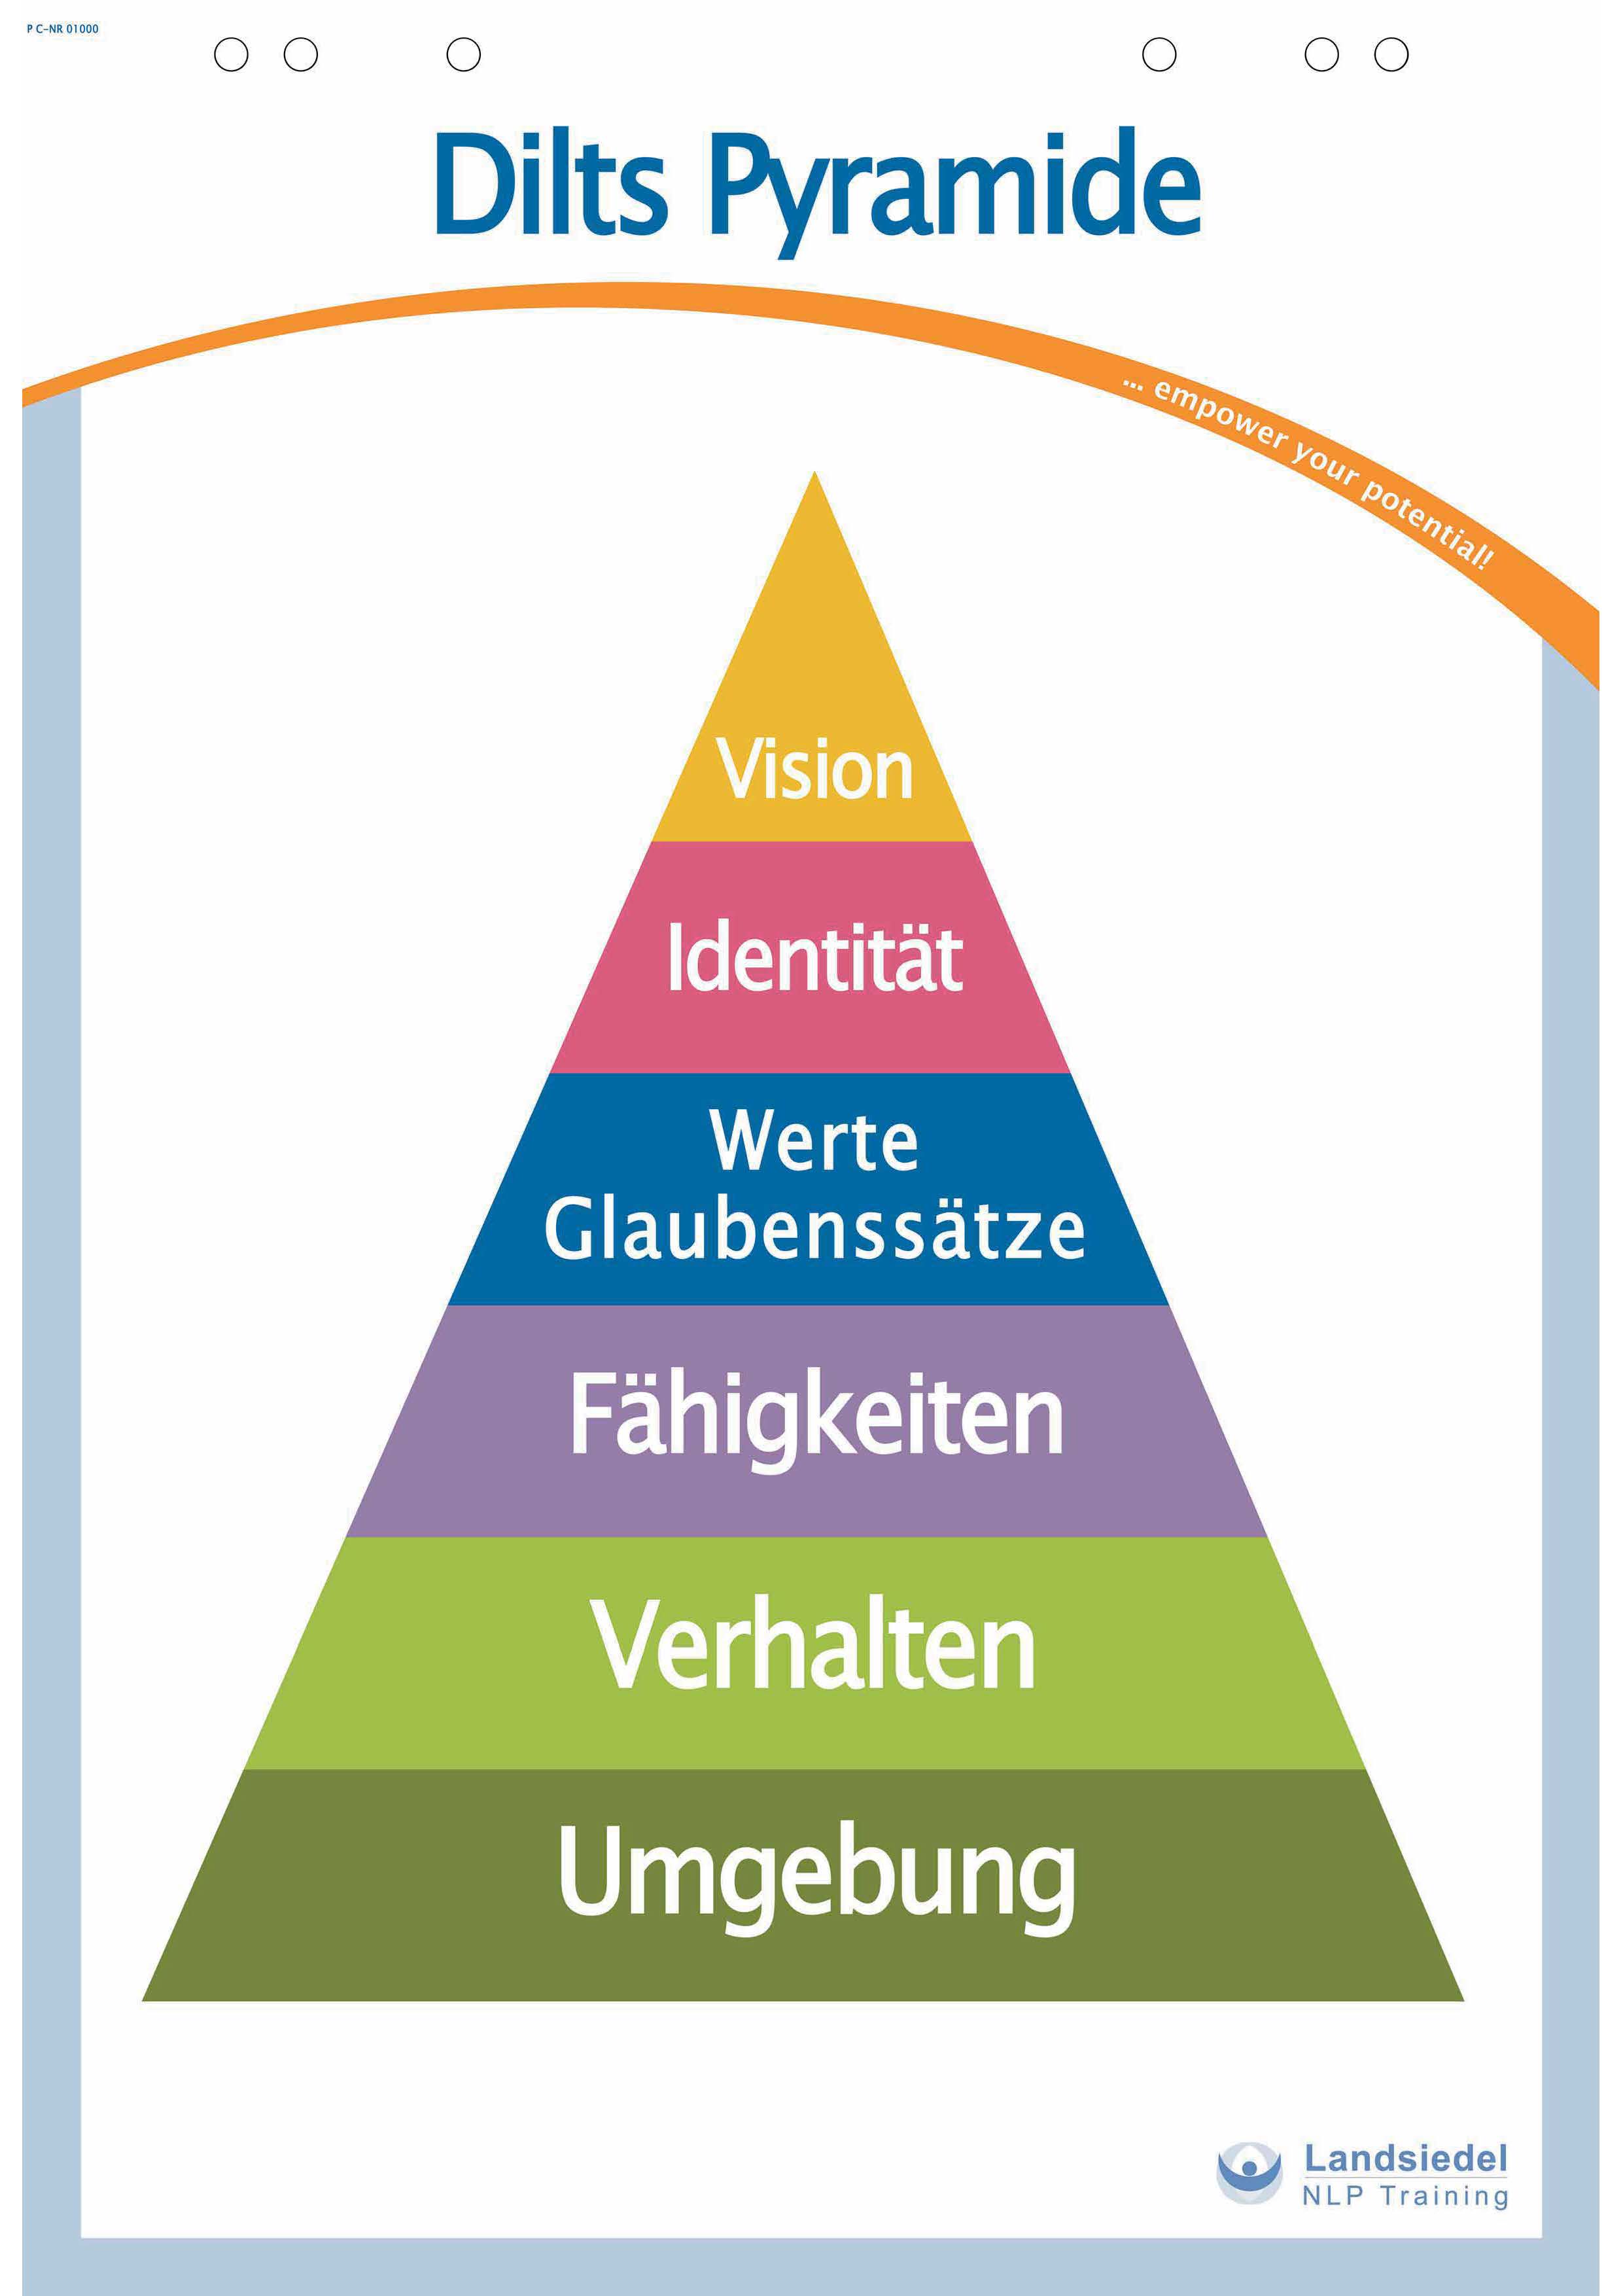 P C-NR 01000
Dilts Pyramide
... empower your potential!
Vision
Identität
Werte
Glaubenssätze
Fähigkeiten
Verhalten
Umgebung
Landsiedel
NLP Training